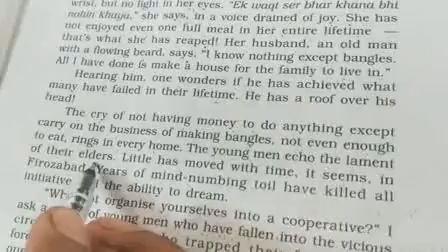 wrist, but no light in her eyes. "Ek waqt ser bhar khana bhi
nahin khaya," she says, in a voice drained of joy. She has
not enjoyed even one full meal in her entire lifetime —
that's what she has reaped! Her husband, an old man
with a flowing beard, says, "I know nothing except bangles.
All I have done is make a house for the family to live in."
Hearing him, one wonders if he has achieved what
many have failed in their lifetime. He has a roof over his
head!
The cry of not having money to do anything except
carry on the business of making bangles, not even enough
to eat, rings in every home. The young men echo the lament
of their elders. Little has moved with time, it seems, in
Firozabad. Years of mind-numbing toil have killed all
initiative the ability to dream.
organise yourselves into a cooperative?" I
ask a of young men who have fallen into the vicious
who trapped their